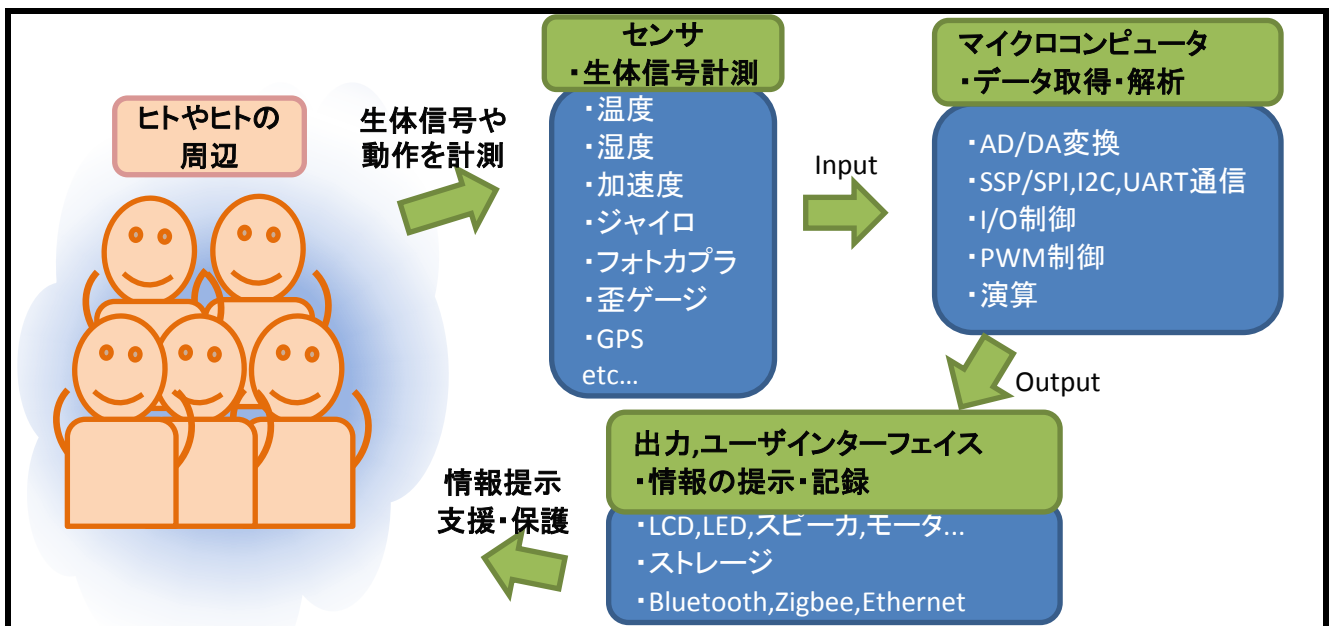 ヒトやヒトの
周辺
生体信号や
動作を計測
センサ
・生体信号計測
・温度
・湿度
・加速度
・ジャイロ
・フォトカプラ
・歪ゲージ
・GPS
etc…
Input
マイクロコンピュータ
・データ取得・解析
・AD/DA変換
・SSP/SPI,I2C,UART通信
・I/O制御
・PWM制御
・演算
Output
出力,ユーザインターフェイス
・情報の提示・記録
・LCD,LED,スピーカ,モータ...
・ストレージ
・Bluetooth,Zigbee,Ethernet
情報提示
支援・保護